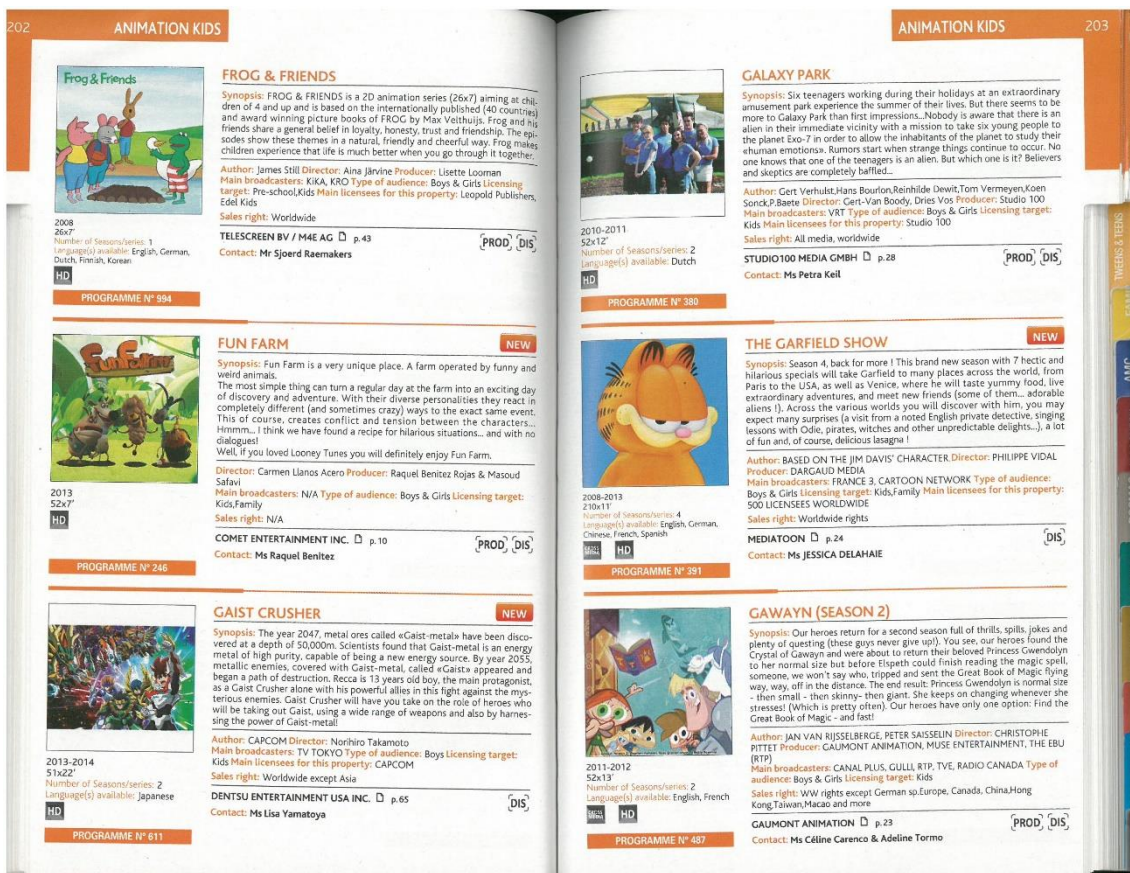 202
ANIMATION KIDS
Frog & Friends
2008
26x7'
Number of Seasons/series: 1
Language(s) available: English, German,
Dutch, Finnish, Korean
HD
PROGRAMME N° 994
FROG & FRIENDS
Synopsis: FROG & FRIENDS is a 2D animation series (26x7) aiming at chil-
dren of 4 and up and is based on the internationally published (40 countries)
and award winning picture books of FROG by Max Velthuijs. Frog and his
friends share a general belief in loyalty, honesty, trust and friendship. The epi-
sodes show these themes in a natural, friendly and cheerful way. Frog makes
children experience that life is much better when you go through it together.
Author: James Still Director: Aina Järvine Producer: Lisette Looman
Main broadcasters: KiKA, KRO Type of audience: Boys & Girls Licensing
target: Pre-school,Kids Main licensees for this property: Leopold Publishers,
Edel Kids
Sales right: Worldwide
TELESCREEN BV / M4E AG p.43
PROD DIS
Contact: Mr Sjoerd Raemakers
Fun Farm
2013
52x7'
HD
PROGRAMME N° 246
FUN FARM
NEW
Synopsis: Fun Farm is a very unique place. A farm operated by funny and
weird animals.
The most simple thing can turn a regular day at the farm into an exciting day
of discovery and adventure. With their diverse personalities they react in
completely different (and sometimes crazy) ways to the exact same event.
This of course, creates conflict and tension between the characters...
Hmmm... I think we have found a recipe for hilarious situations... and with no
dialogues!
Well, if you loved Looney Tunes you will definitely enjoy Fun Farm.
Director: Carmen Llanos Acero Producer: Raquel Benitez Rojas & Masoud
Safavi
Main broadcasters: N/A Type of audience: Boys & Girls Licensing target:
Kids,Family
Sales right: N/A
COMET ENTERTAINMENT INC. p.10
PROD DIS
Contact: Ms Raquel Benitez
2013-2014
51x22'
Number of Seasons/series: 2
Language(s) available: Japanese
HD
PROGRAMME N° 611
GAIST CRUSHER
NEW
Synopsis: The year 2047, metal ores called «Gaist-metal» have been disco-
vered at a depth of 50,000m. Scientists found that Gaist-metal is an energy
metal of high purity, capable of being a new energy source. By year 2055,
metallic enemies, covered with Gaist-metal, called «Gaist» appeared and
began a path of destruction. Recca is 13 years old boy, the main protagonist,
as a Gaist Crusher alone with his powerful allies in this fight against the mys-
terious enemies. Gaist Crusher will have you take on the role of heroes who
will be taking out Gaist, using a wide range of weapons and also by harnes-
sing the power of Gaist-metal!
Author: CAPCOM Director: Norihiro Takamoto
Main broadcasters: TV TOKYO Type of audience: Boys Licensing target:
Kids Main licensees for this property: CAPCOM
Sales right: Worldwide except Asia
DENTSU ENTERTAINMENT USA INC. p.65
DIS
Contact: Ms Lisa Yamatoya
ANIMATION KIDS
203
2010-2011
52x12'
Number of Seasons/series: 2
Language(s) available: Dutch
HD
PROGRAMME N° 380
GALAXY PARK
Synopsis: Six teenagers working during their holidays at an extraordinary
amusement park experience the summer of their lives. But there seems to be
more to Galaxy Park than first impressions...Nobody is aware that there is an
alien in their immediate vicinity with a mission to take six young people to
the planet Exo-7 in order to allow the inhabitants of the planet to study their
«human emotions». Rumors start when strange things continue to occur. No
one knows that one of the teenagers is an alien. But which one is it? Believers
and skeptics are completely baffled...
Author: Gert Verhulst,Hans Bourlon,Reinhilde Dewit,Tom Vermeyen,Koen
Sonck,P.Baete Director: Gert-Van Boody, Dries Vos Producer: Studio 100
Main broadcasters: VRT Type of audience: Boys & Girls Licensing target:
Kids Main licensees for this property: Studio 100
Sales right: All media, worldwide
STUDIO100 MEDIA GMBH p.28
PROD DIS
Contact: Ms Petra Keil
2008-2013
210x11'
Number of Seasons/series: 4
Language(s) available: English, German,
Chinese, French, Spanish
HD
PROGRAMME N° 391
THE GARFIELD SHOW
NEW
Synopsis: Season 4, back for more ! This brand new season with 7 hectic and
hilarious specials will take Garfield to many places across the world, from
Paris to the USA, as well as Venice, where he will taste yummy food, live
extraordinary adventures, and meet new friends (some of them... adorable
aliens !). Across the various worlds you will discover with him, you may
expect many surprises (a visit from a noted English private detective, singing
lessons with Odie, pirates, witches and other unpredictable delights...), a lot
of fun and, of course, delicious lasagna !
Author: BASED ON THE JIM DAVIS' CHARACTER.Director: PHILIPPE VIDAL
Producer: DARGAUD MEDIA
Main broadcasters: FRANCE 3, CARTOON NETWORK Type of audience:
Boys & Girls Licensing target: Kids,Family Main licensees for this property:
500 LICENSEES WORLDWIDE
Sales right: Worldwide rights
MEDIATOON p.24
DIS
Contact: Ms JESSICA DELAHAIE
2011-2012
52x13'
Number of Seasons/series: 2
Language(s) available: English, French
HD
PROGRAMME N° 487
GAWAYN (SEASON 2)
Synopsis: Our heroes return for a second season full of thrills, spills, jokes and
plenty of questing (these guys never give up!). You see, our heroes found the
Crystal of Gawayn and were about to return their beloved Princess Gwendolyn
to her normal size but before Elspeth could finish reading the magic spell,
someone, we won't say who, tripped and sent the Great Book of Magic flying
way, way, off in the distance. The end result: Princess Gwendolyn is normal size
- then small - then skinny- then giant. She keeps on changing whenever she
stresses! (Which is pretty often). Our heroes have only one option: Find the
Great Book of Magic - and fast!
Author: JAN VAN RIJSSELBERGE, PETER SAISSELIN Director: CHRISTOPHE
PITTET Producer: GAUMONT ANIMATION, MUSE ENTERTAINMENT, THE EBU
(RTP)
Main broadcasters: CANAL PLUS, GULLI, RTP, TVE, RADIO CANADA Type of
audience: Boys & Girls Licensing target: Kids
Sales right: WW rights except German sp.Europe, Canada, China,Hong
Kong,Taiwan,Macao and more
GAUMONT ANIMATION p.23
PROD DIS
Contact: Ms Céline Carenco & Adeline Tormo
TWEENS & TEENS